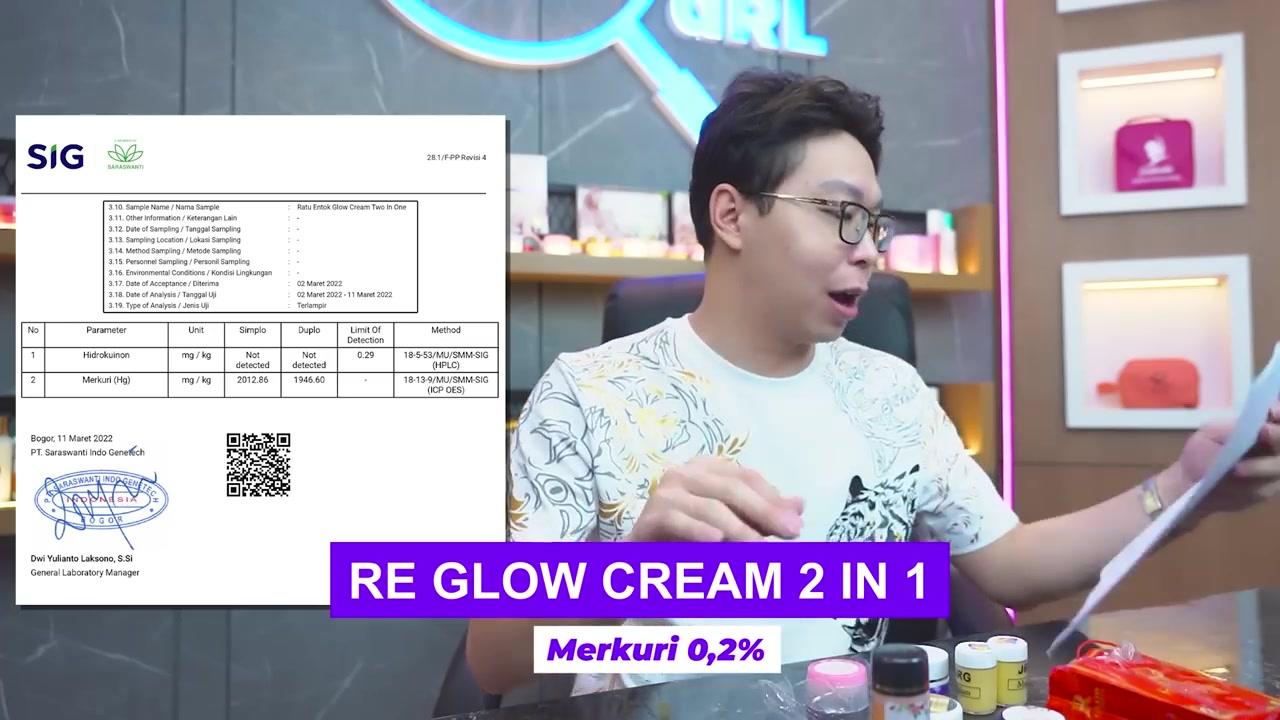 GRL
SIG
SARASWANTI
28.1/F-PP Revisi 4
3.10. Sample Name / Nama Sample : Ratu Entok Glow Cream Two In One
3.11. Other Information / Keterangan Lain : -
3.12. Date of Sampling / Tanggal Sampling : -
3.13. Sampling Location / Lokasi Sampling : -
3.14. Method Sampling / Metode Sampling : -
3.15. Personnel Sampling / Personil Sampling : -
3.16. Environmental Conditions / Kondisi Lingkungan : -
3.17. Date of Acceptance / Diterima : 02 Maret 2022
3.18. Date of Analysis / Tanggal Uji : 02 Maret 2022 - 11 Maret 2022
3.19. Type of Analysis / Jenis Uji : Terlampir
No Parameter Unit Simplo Duplo Limit Of Detection Method
1 Hidrokuinon mg / kg Not detected Not detected 0.29 18-5-53/MU/SMM-SIG (HPLC)
2 Merkuri (Hg) mg / kg 2012.86 1946.60 - 18-13-9/MU/SMM-SIG (ICP OES)
Bogor, 11 Maret 2022
PT. Saraswanti Indo Genetech
SARASWANTI INDO GENETECH
INDONESIA
BOGOR
Dwi Yulianto Laksono, S.Si
General Laboratory Manager
RE GLOW CREAM 2 IN 1
Merkuri 0,2%